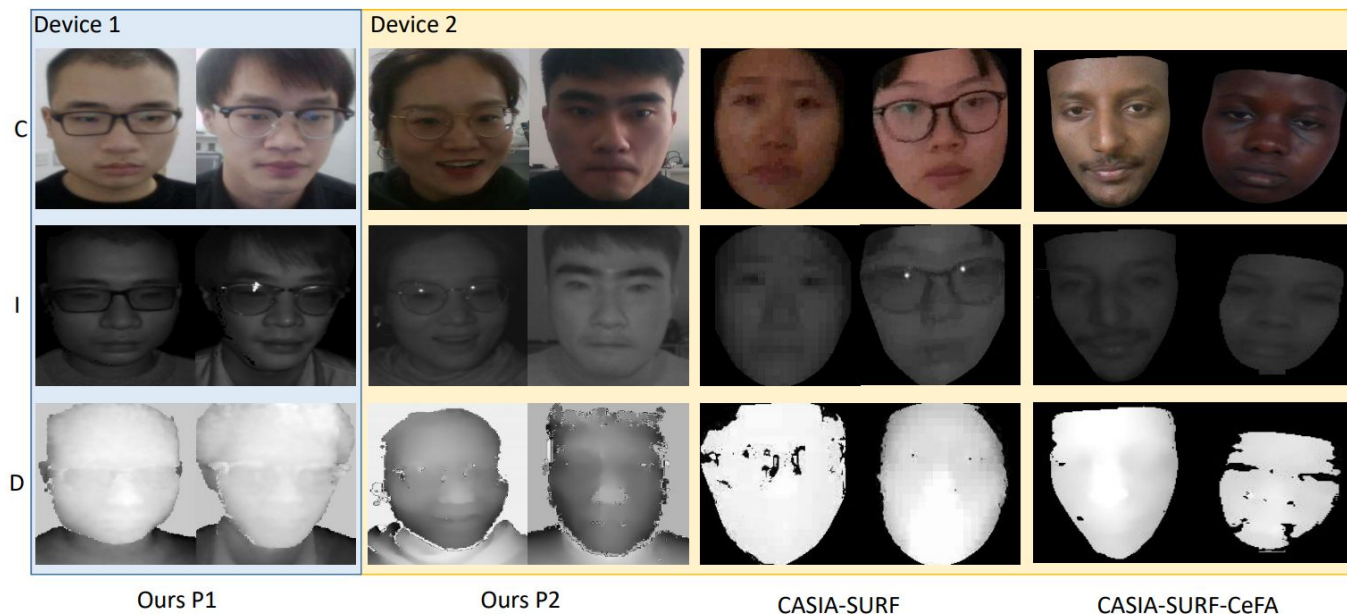 Device 1
Device 2
C
I
D
Ours P1
Ours P2
CASIA-SURF
CASIA-SURF-CeFA